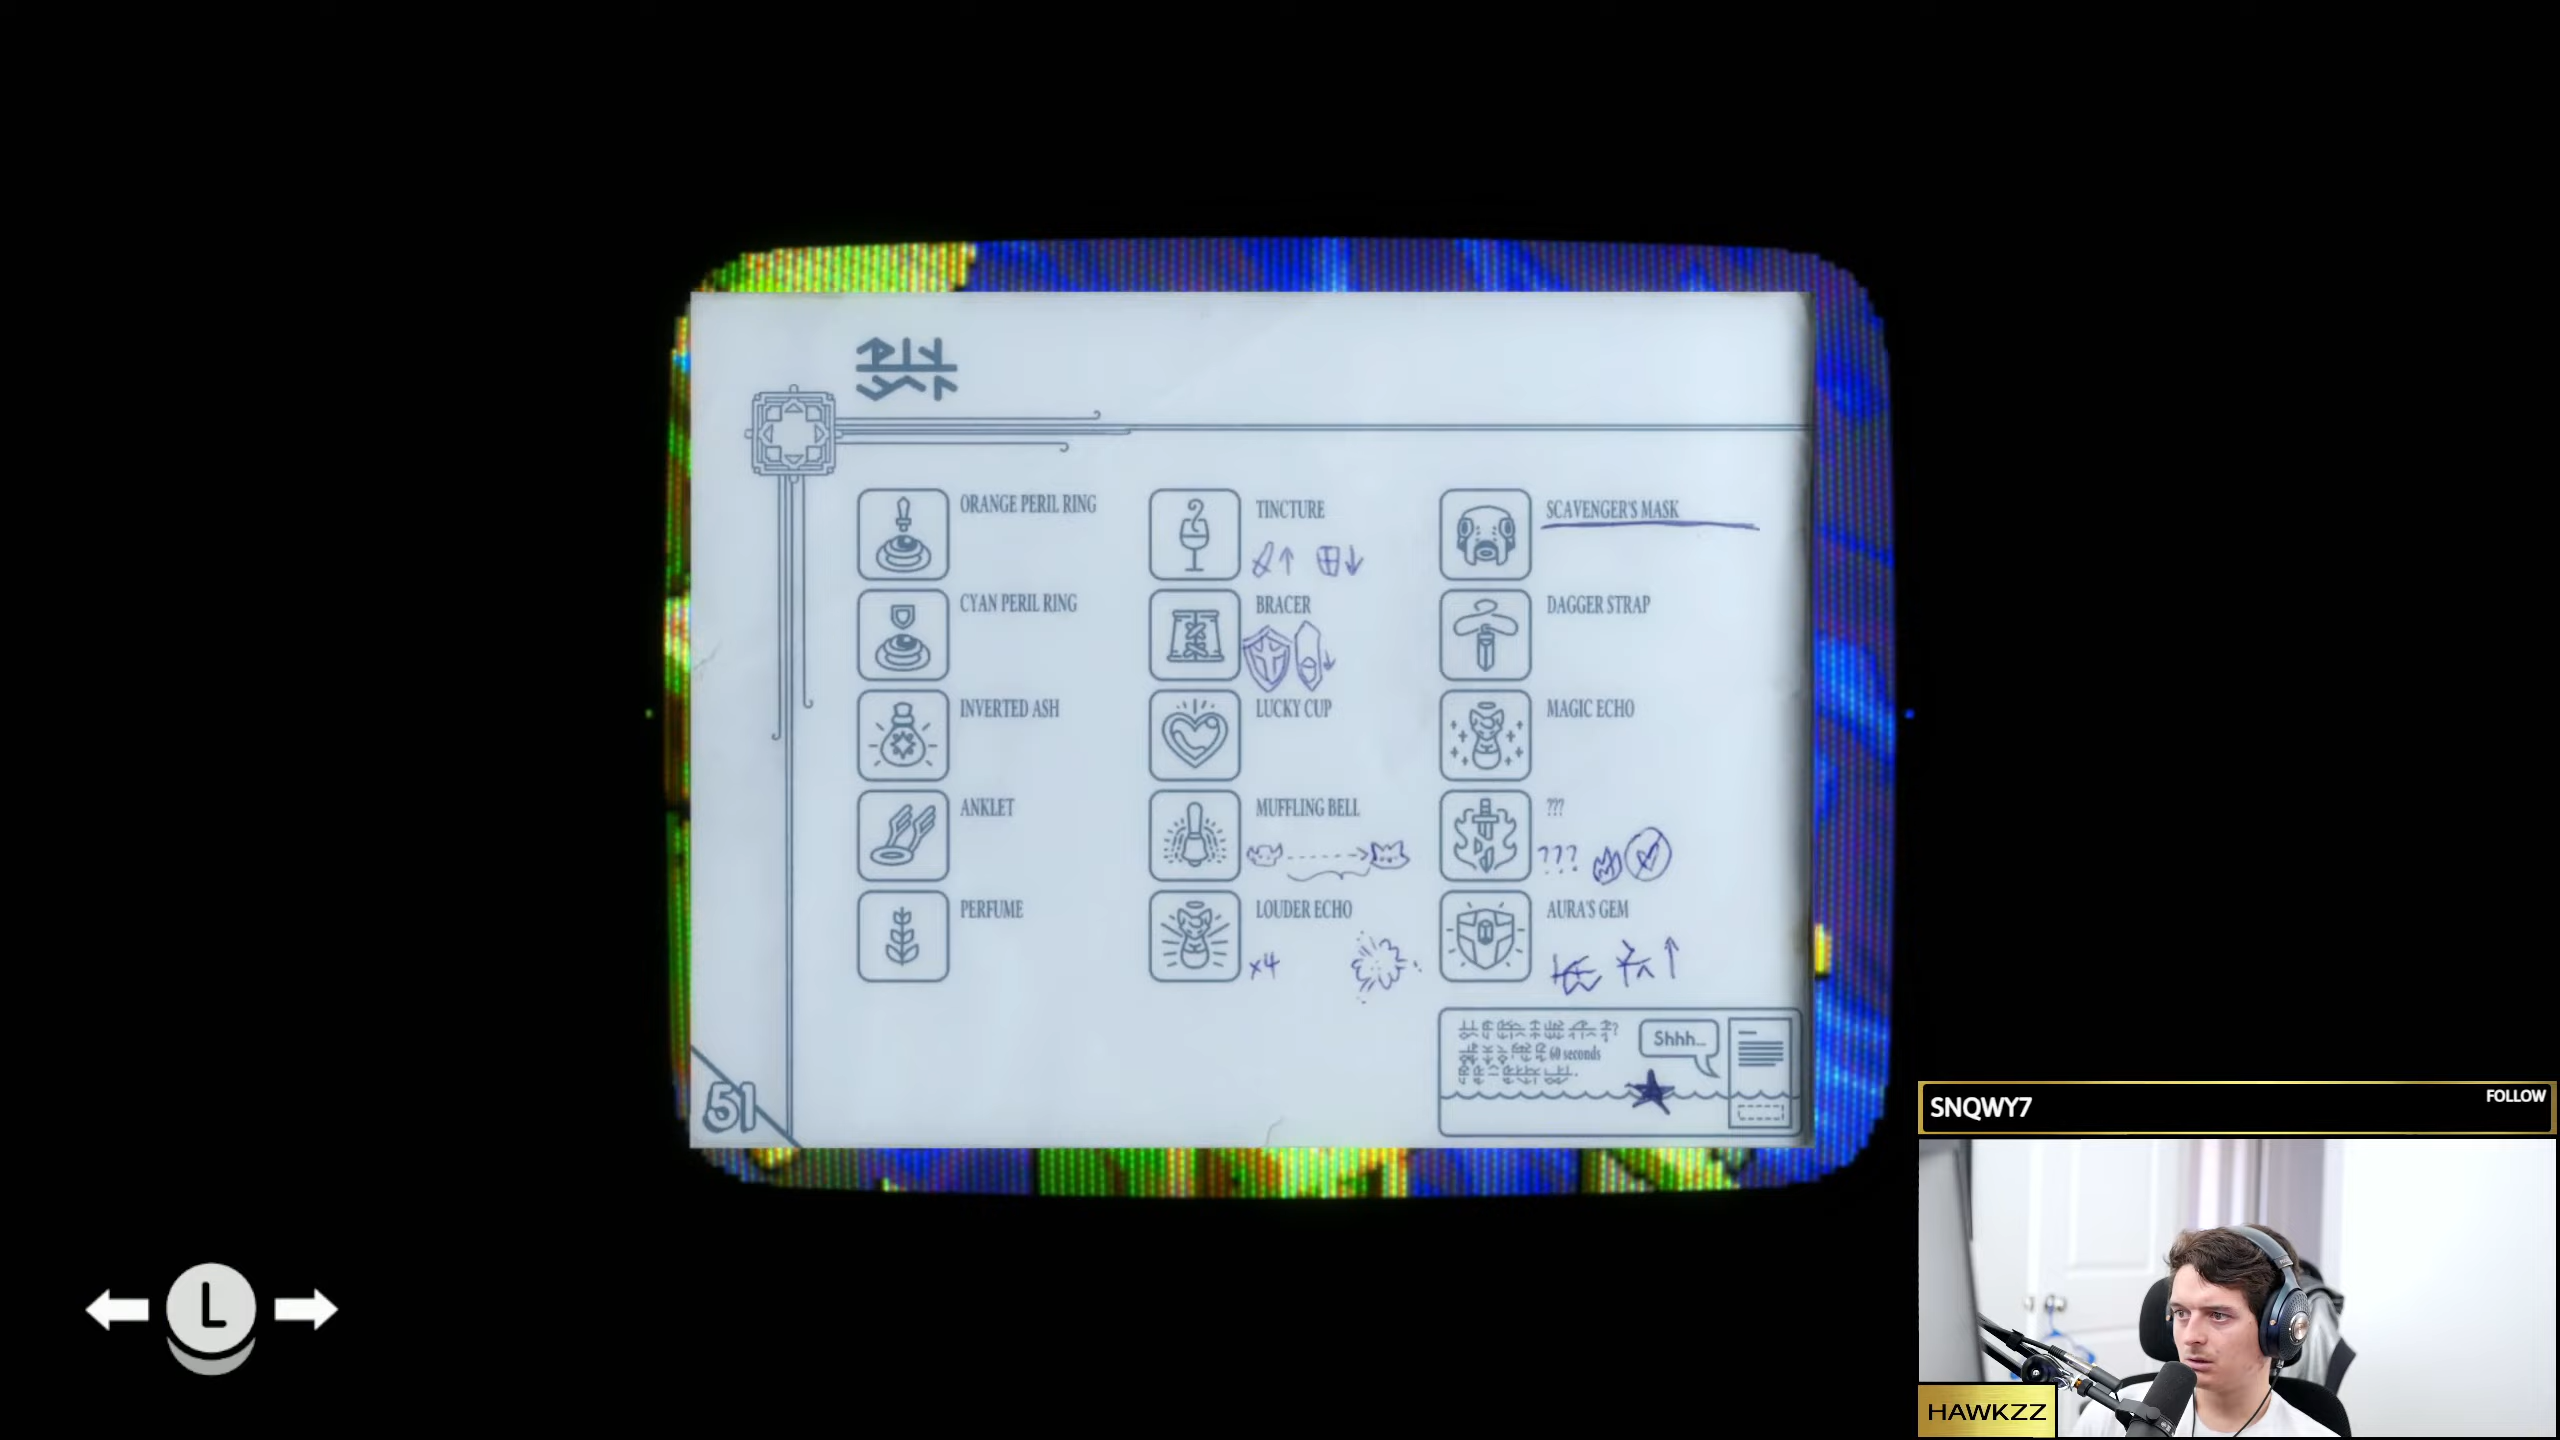 ORANGE PERIL RING
CYAN PERIL RING
INVERTED ASH
ANKLET
PERFUME
TINCTURE
BRACER
LUCKY CUP
MUFFLING BELL
LOUDER ECHO
x4
SCAVENGER'S MASK
DAGGER STRAP
MAGIC ECHO
???
???
AURA'S GEM
?
60 seconds
Shhh...
51
L
SNQWY7
FOLLOW
HAWKZZ